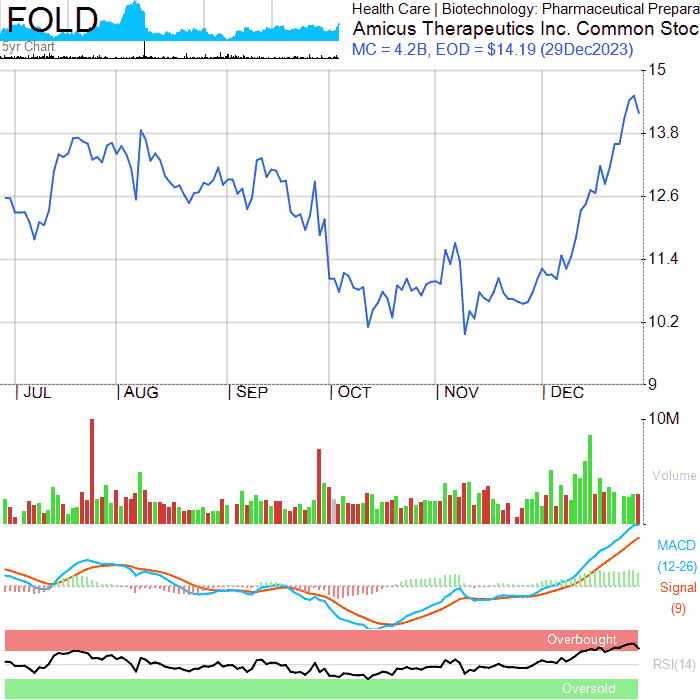 FOLD
5yr Chart
Health Care | Biotechnology: Pharmaceutical Prepara
Amicus Therapeutics Inc. Common Stoc
MC = 4.2B, EOD = $14.19 (29Dec2023)
15
13.8
12.6
11.4
10.2
9
JUL AUG SEP OCT NOV DEC
10M
Volume
MACD
(12-26)
Signal
(9)
Overbought
RSI(14)
Oversold